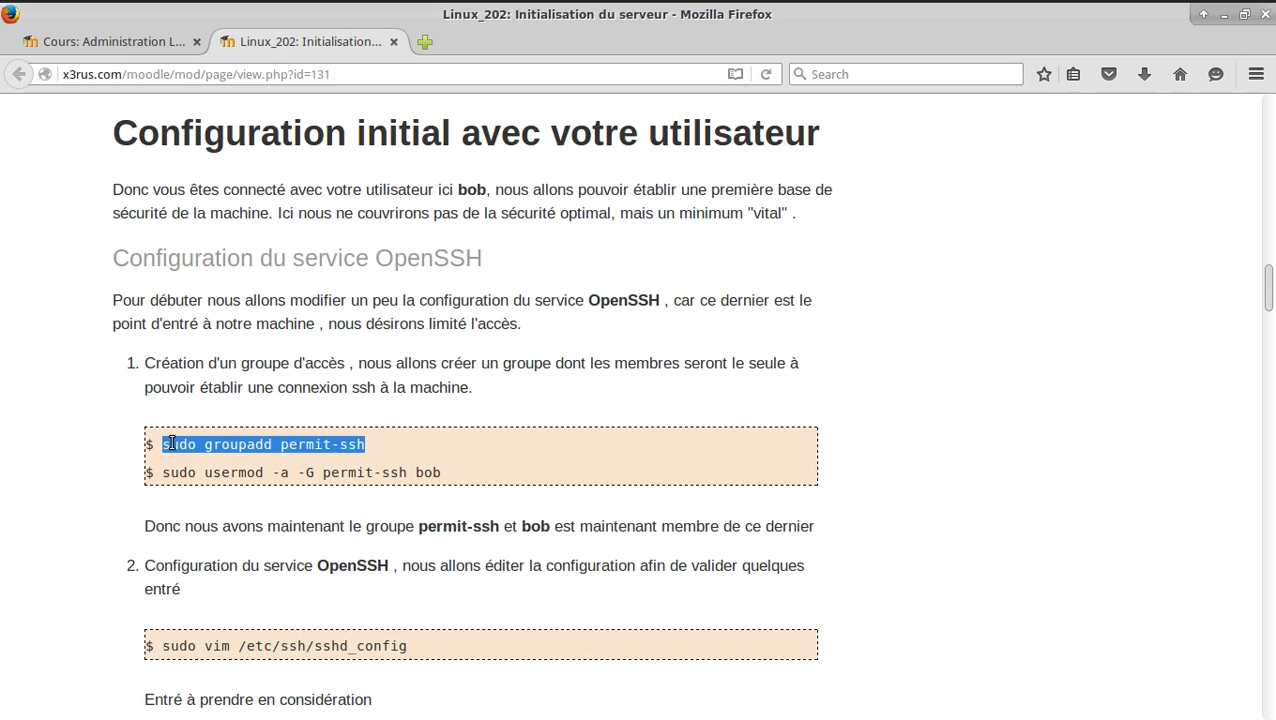 Linux_202: Initialisation du serveur - Mozilla Firefox
Cours: Administration L...
Linux_202: Initialisation...
x3rus.com/moodle/mod/page/view.php?id=131
Search
Configuration initial avec votre utilisateur
Donc vous êtes connecté avec votre utilisateur ici bob, nous allons pouvoir établir une première base de
sécurité de la machine. Ici nous ne couvrirons pas de la sécurité optimal, mais un minimum "vital" .
Configuration du service OpenSSH
Pour débuter nous allons modifier un peu la configuration du service OpenSSH , car ce dernier est le
point d'entré à notre machine , nous désirons limité l'accès.
1. Création d'un groupe d'accès , nous allons créer un groupe dont les membres seront le seule à
pouvoir établir une connexion ssh à la machine.
$ sudo groupadd permit-ssh
$ sudo usermod -a -G permit-ssh bob
Donc nous avons maintenant le groupe permit-ssh et bob est maintenant membre de ce dernier
2. Configuration du service OpenSSH , nous allons éditer la configuration afin de valider quelques
entré
$ sudo vim /etc/ssh/sshd_config
Entré à prendre en considération